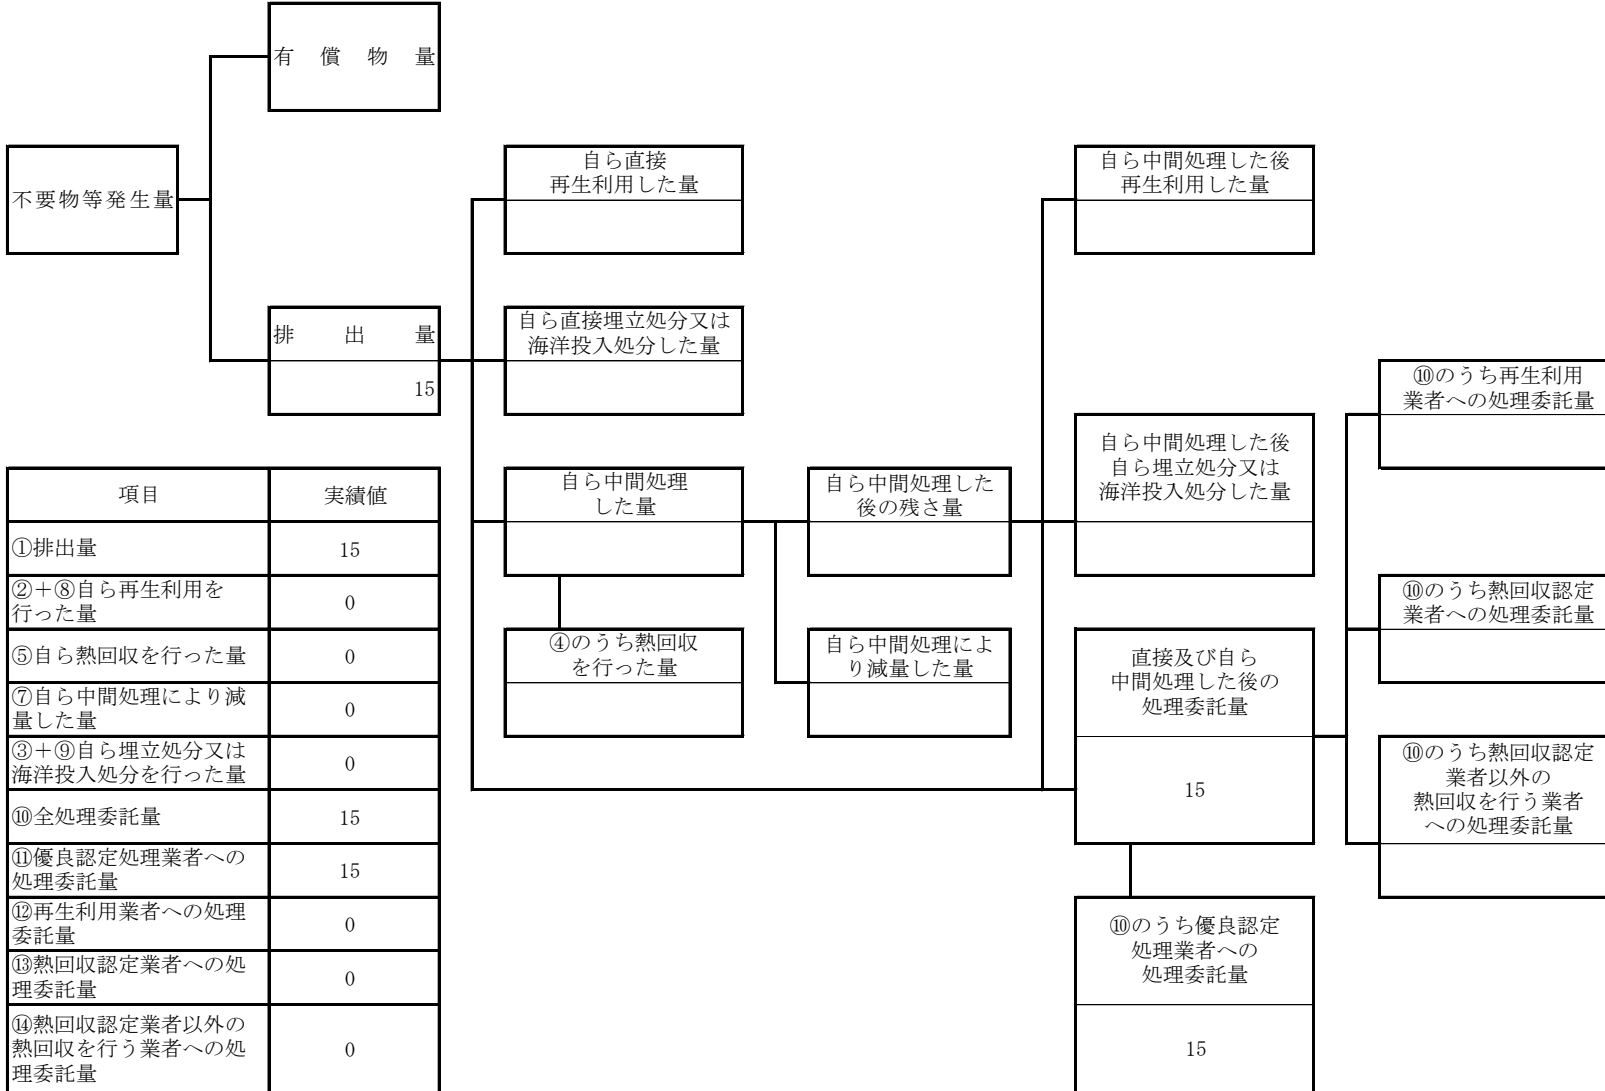 有償物量
不要物等発生量
排出量
15
自ら直接
再生利用した量
自ら直接埋立処分又は
海洋投入処分した量
自ら中間処理
した量
④のうち熱回収
を行った量
自ら中間処理した
後の残さ量
自ら中間処理によ
り減量した量
自ら中間処理した後
再生利用した量
自ら中間処理した後
自ら埋立処分又は
海洋投入処分した量
直接及び自ら
中間処理した後の
処理委託量
15
⑩のうち優良認定
処理業者への
処理委託量
15
⑩のうち再生利用
業者への処理委託量
⑩のうち熱回収認定
業者への処理委託量
⑩のうち熱回収認定
業者以外の
熱回収を行う業者
への処理委託量
項目 実績値
①排出量 15
②＋⑧自ら再生利用を
行った量 0
⑤自ら熱回収を行った量 0
⑦自ら中間処理により減
量した量 0
③＋⑨自ら埋立処分又は
海洋投入処分を行った量 0
⑩全処理委託量 15
⑪優良認定処理業者への
処理委託量 15
⑫再生利用業者への処理
委託量 0
⑬熱回収認定業者への処
理委託量 0
⑭熱回収認定業者以外の
熱回収を行う業者への処
理委託量 0